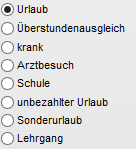 Urlaub
Überstundenausgleich
krank
Arztbesuch
Schule
unbezahlter Urlaub
Sonderurlaub
Lehrgang